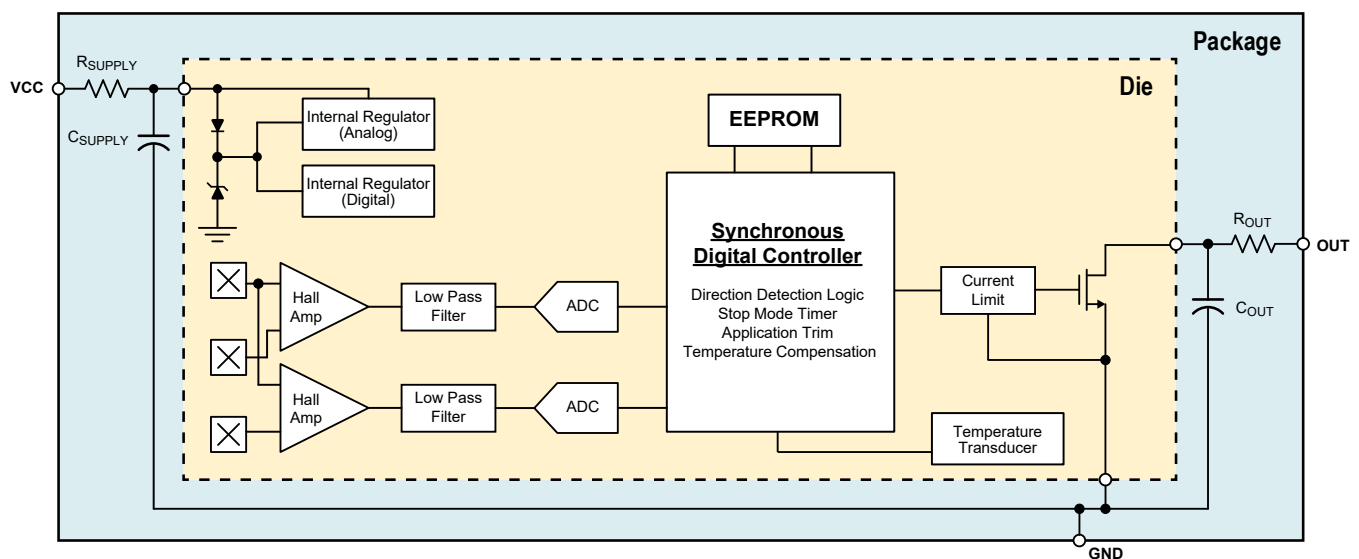 Package
Die
VCC
RSUPPLY
CSUPPLY
Internal Regulator
(Analog)
Internal Regulator
(Digital)
EEPROM
Synchronous
Digital Controller
Direction Detection Logic
Stop Mode Timer
Application Trim
Temperature Compensation
Hall
Amp
Low Pass
Filter
ADC
Hall
Amp
Low Pass
Filter
ADC
Current
Limit
Temperature
Transducer
ROUT
OUT
COUT
GND